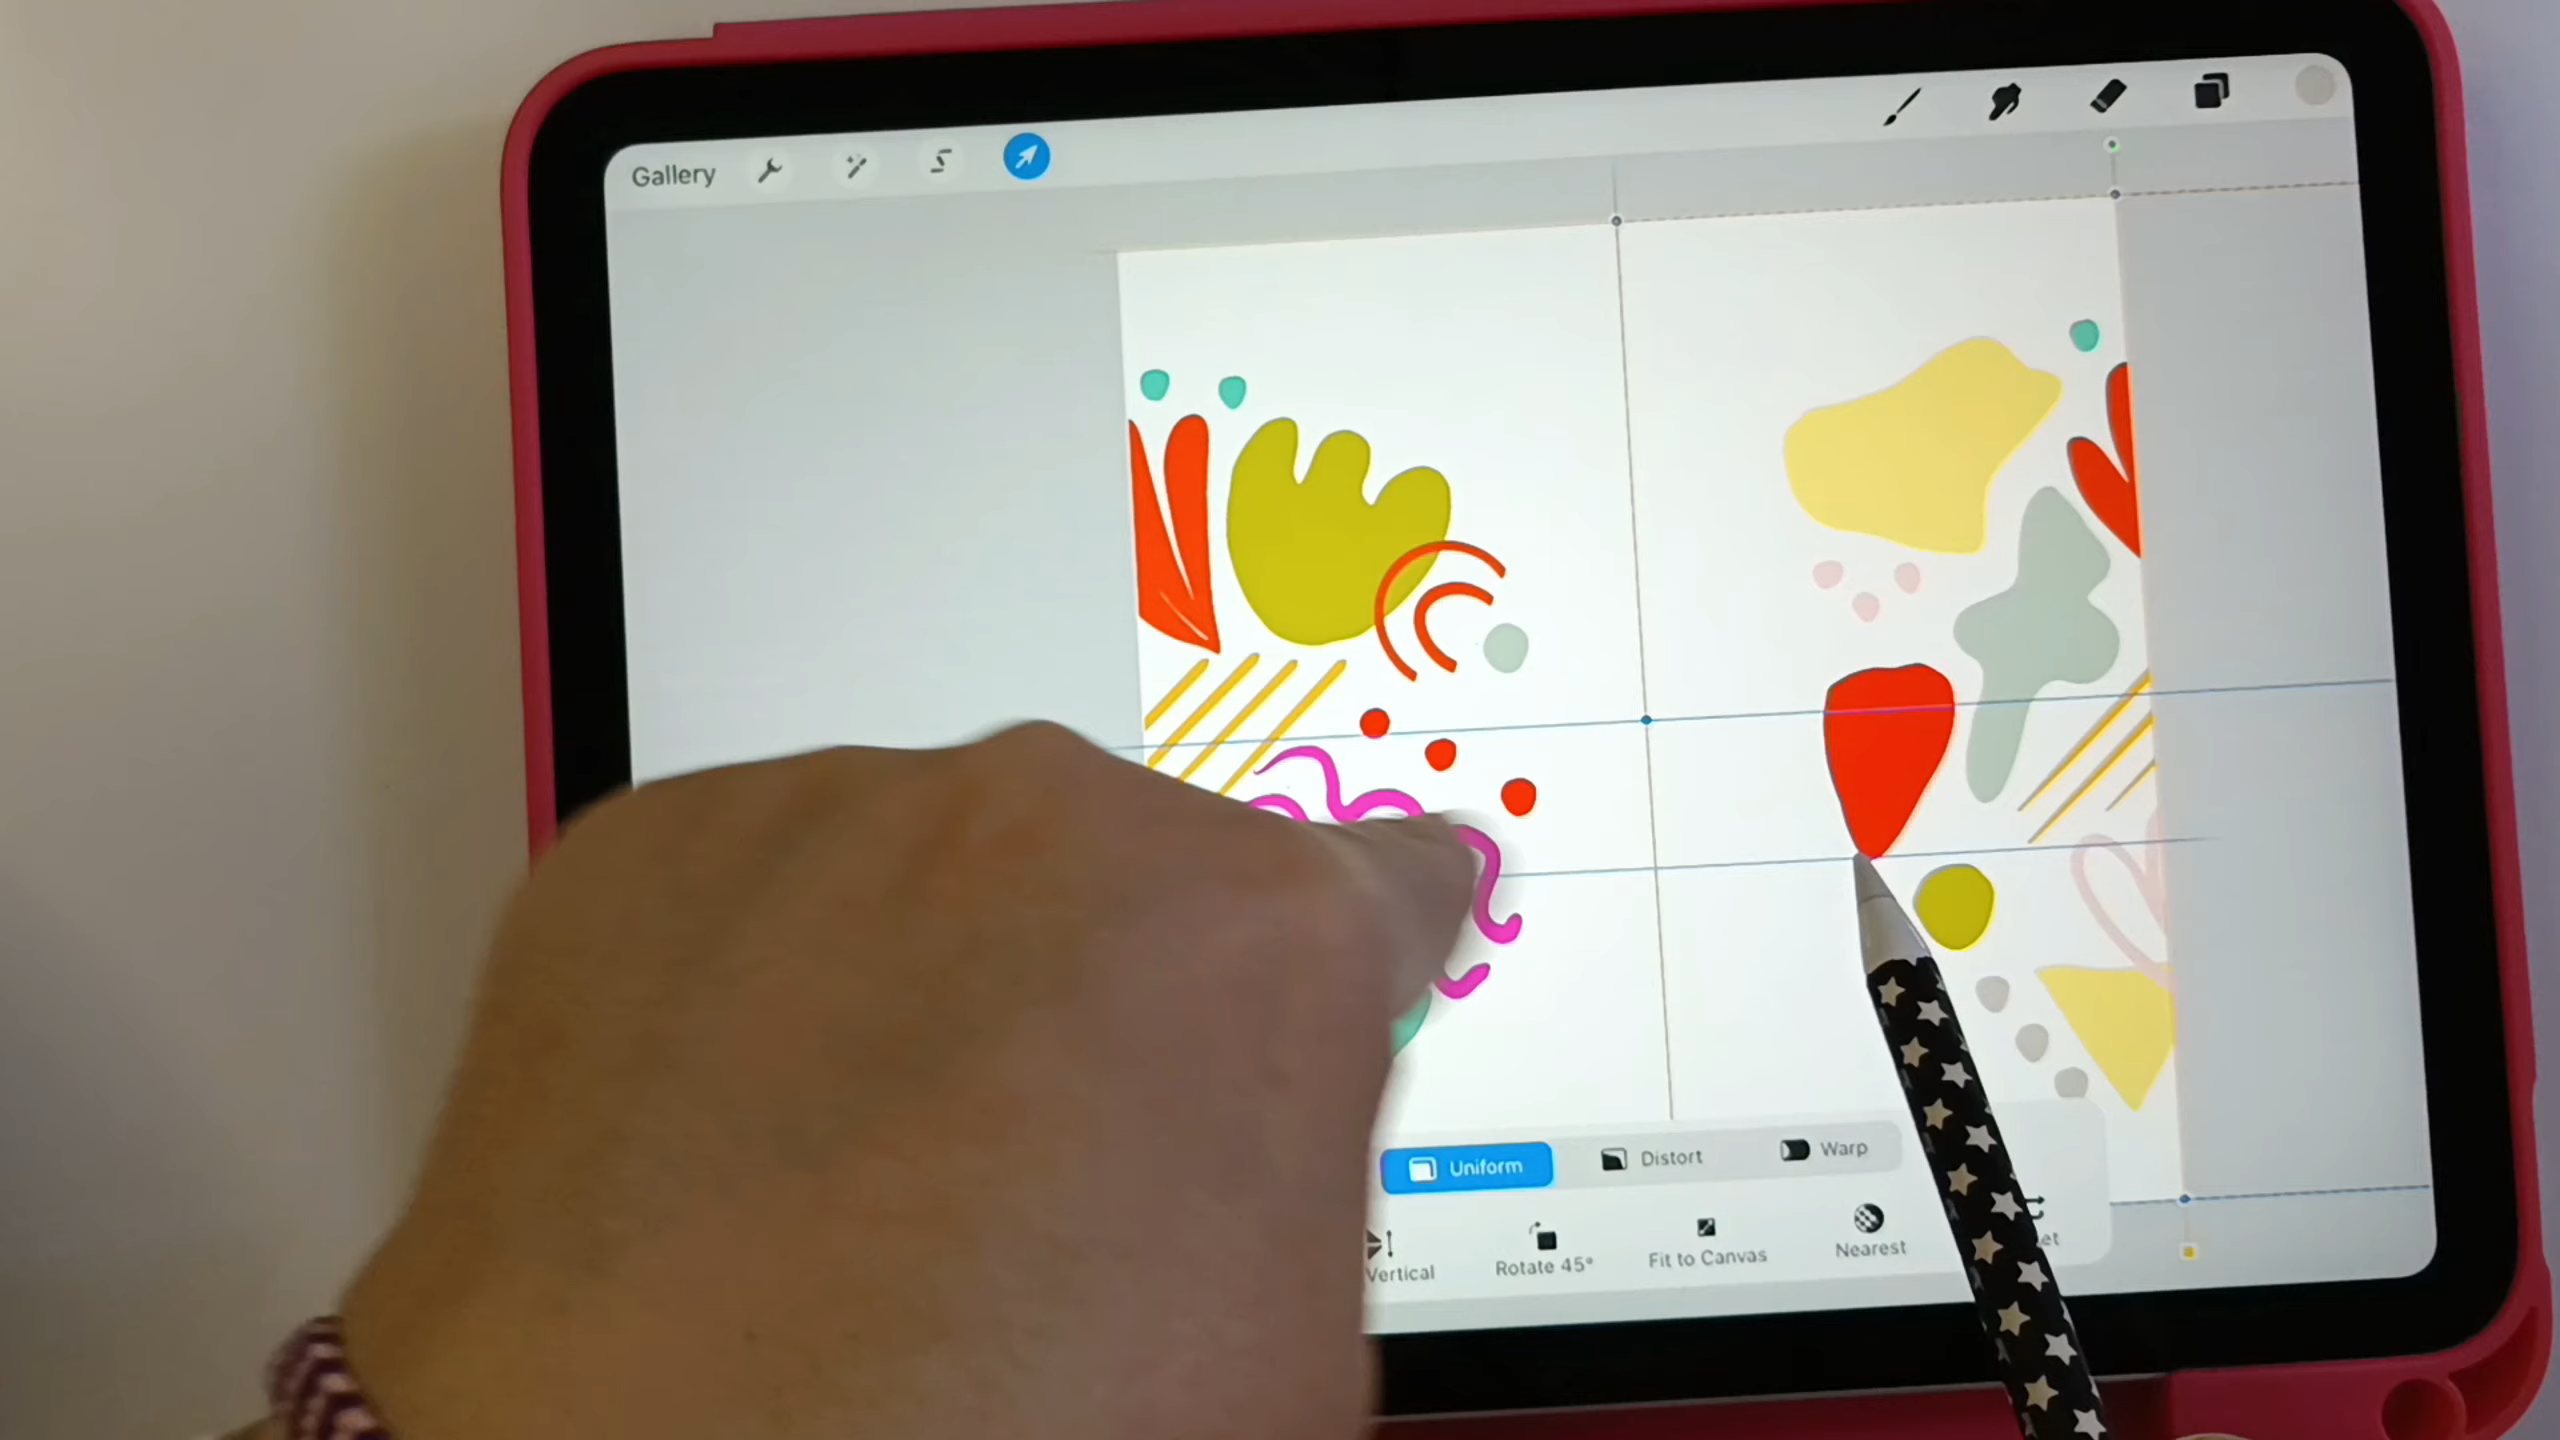 Gallery
Uniform
Distort
Warp
Vertical
Rotate 45°
Fit to Canvas
Nearest